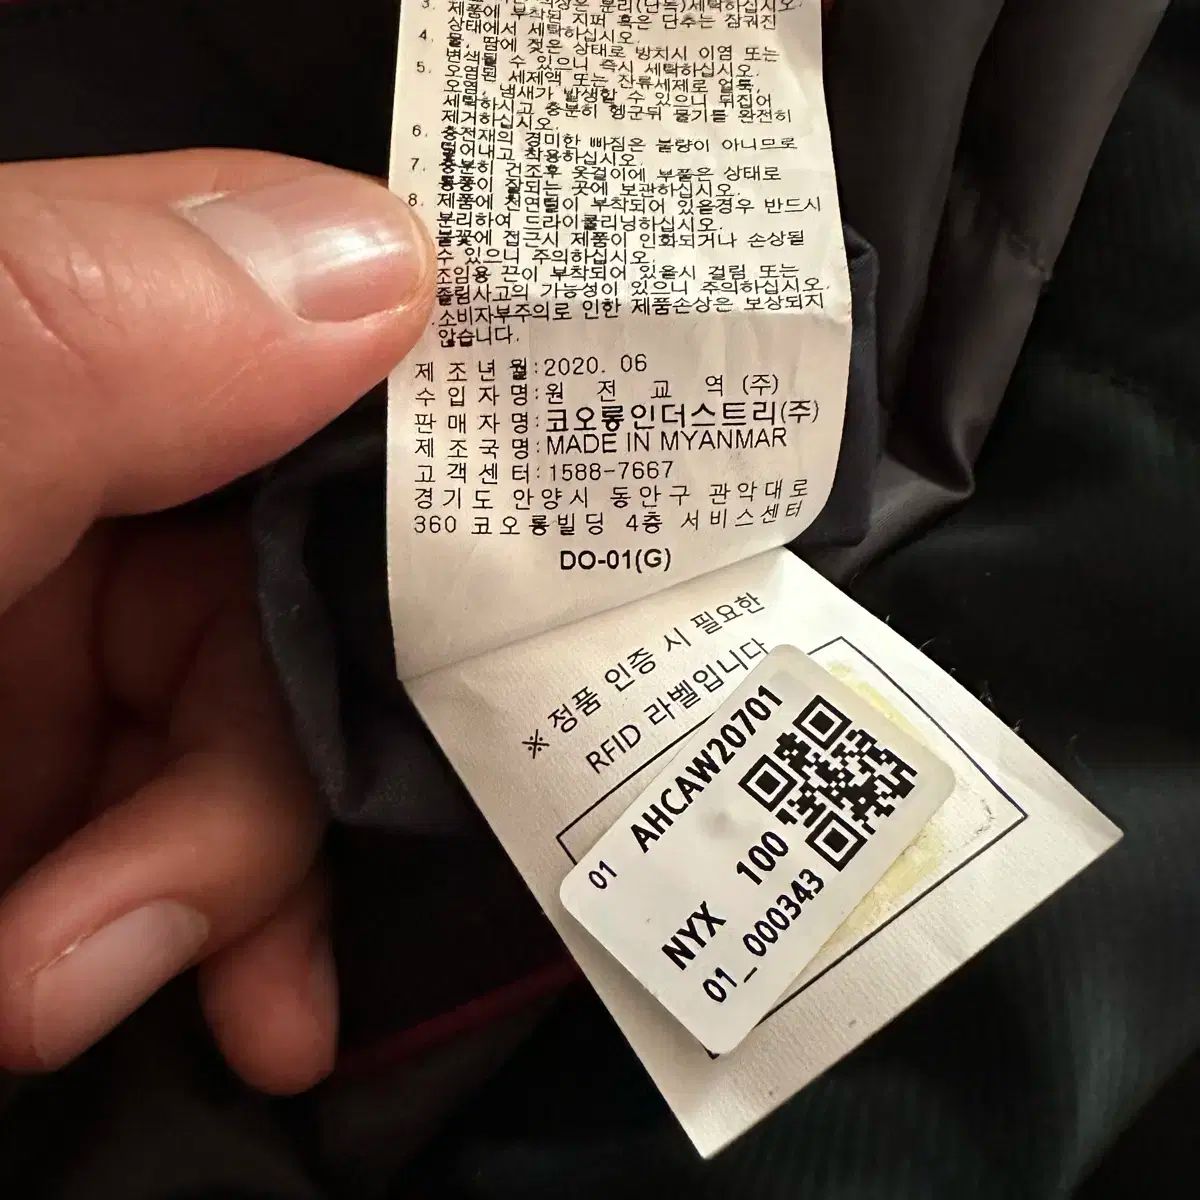 3. 제품에 부착된 지퍼 혹은 단추는 잠궈진
상태에서 세탁하십시오.
4. 물, 땀에 젖은 상태로 방치시 이염 또는
변색될 수 있으니 즉시 세탁하십시오.
5. 오염된 세제액 또는 잔류세제로 얼룩,
오염, 냄새가 발생할 수 있으니 뒤집어
세탁하시고 충분히 헹군뒤 물기를 완전히
제거하십시오.
6. 충전재의 경미한 빠짐은 불량이 아니므로
털어내고 착용하십시오.
7. 충분히 건조후 옷걸이에 부풀은 상태로
통풍이 잘되는 곳에 보관하십시오.
8. 제품에 천연털이 부착되어 있을경우 반드시
분리하여 드라이클리닝하십시오.
불꽃에 접근시 제품이 인화되거나 손상될
수 있으니 주의하십시오.
조임용 끈이 부착되어 있을시 걸림 또는
졸림사고의 가능성이 있으니 주의하십시오.
소비자부주의로 인한 제품손상은 보상되지
않습니다.
제조년월:2020. 06
수입자명:원 전 교 역 (주)
판매자명:코오롱인더스트리(주)
제조국명:MADE IN MYANMAR
고객센터:1588-7667
경기도 안양시 동안구 관악대로
360 코오롱빌딩 4층 서비스센터
DO-01(G)
※ 정품 인증 시 필요한
RFID 라벨입니다
01 AHCAW20701
NYX 100
01_000343